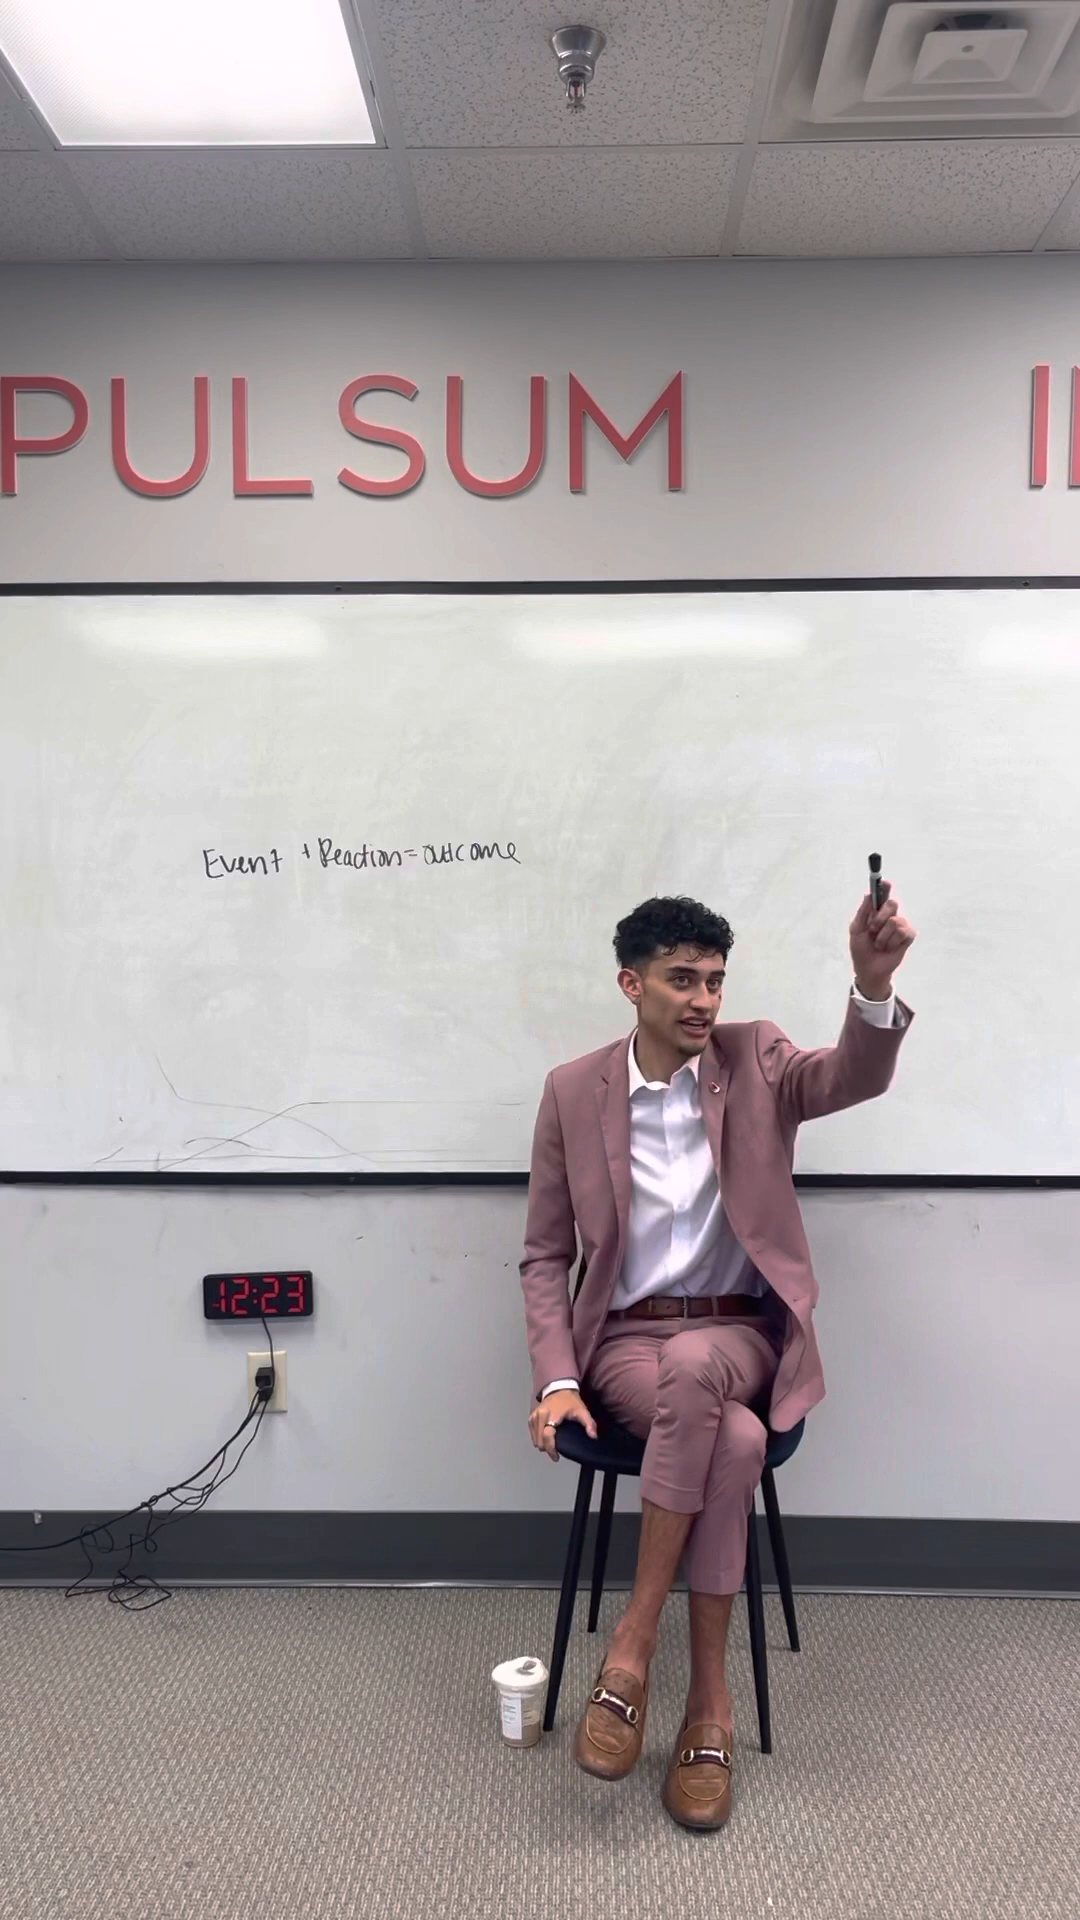 PULSUM
Event + Reaction = outcome
12:23